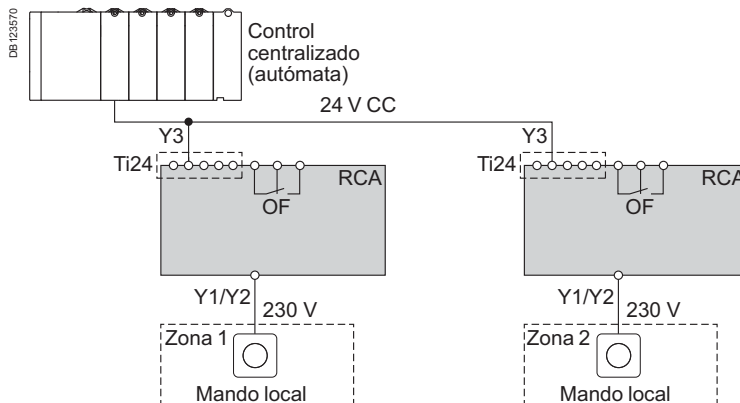 DB123570
Control
centralizado
(autómata)
24 V CC
Y3
Y3
Ti24
RCA
Ti24
RCA
OF
OF
Y1/Y2
230 V
Y1/Y2
230 V
Zona 1
Zona 2
Mando local
Mando local